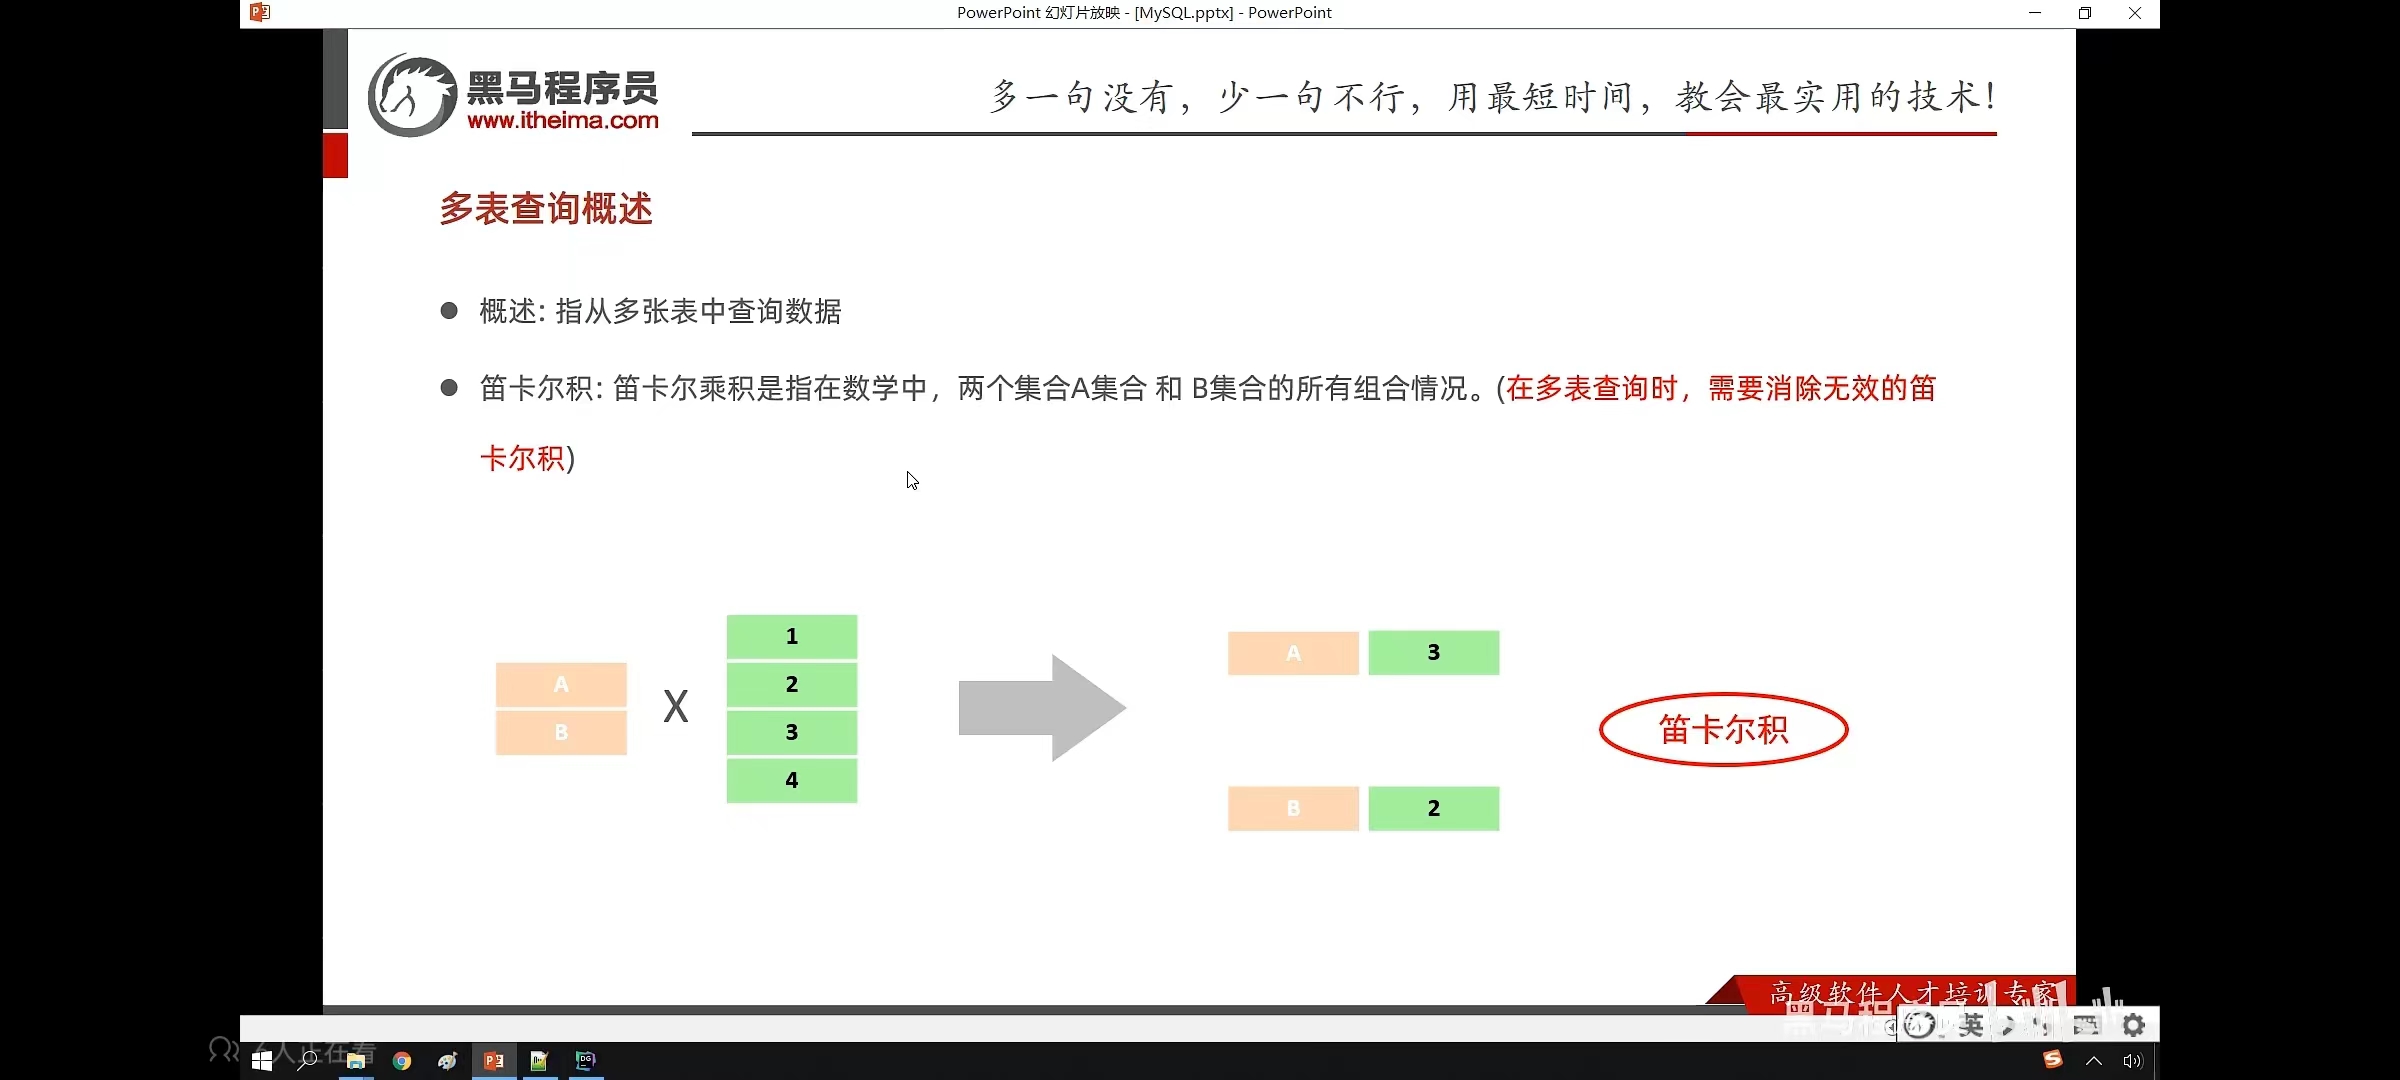 PowerPoint 幻灯片放映 - [MySQL.pptx] - PowerPoint
黑马程序员
www.itheima.com
多一句没有，少一句不行，用最短时间，教会最实用的技术！
多表查询概述
● 概述: 指从多张表中查询数据
● 笛卡尔积: 笛卡尔乘积是指在数学中，两个集合A集合 和 B集合的所有组合情况。(在多表查询时，需要消除无效的笛
卡尔积)
A
B
X
1
2
3
4
A 3
B 2
笛卡尔积
高级软件人才培训专家
黑马程序员
英
6人正在看